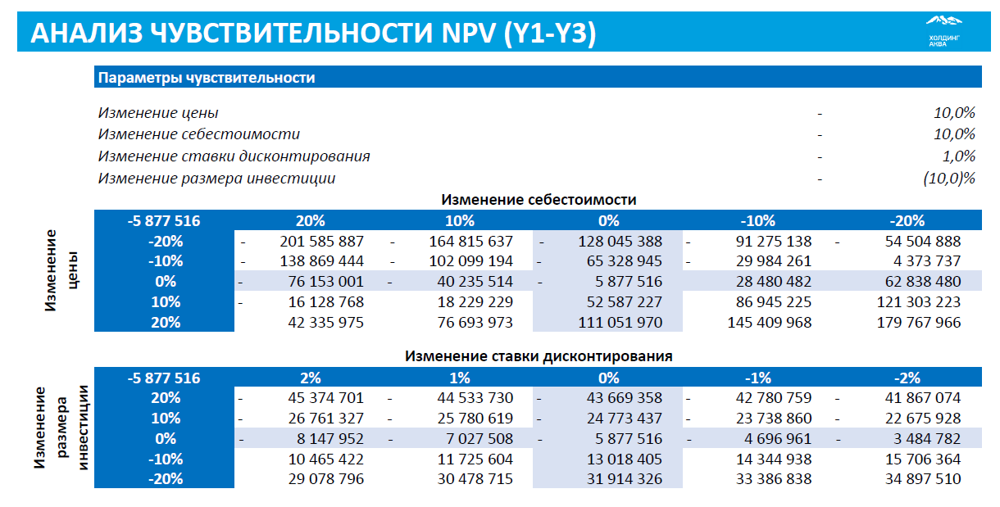 АНАЛИЗ ЧУВСТВИТЕЛЬНОСТИ NPV (Y1-Y3)
ХОЛДИНГ
АКВА
Параметры чувствительности
Изменение цены - 10,0%
Изменение себестоимости - 10,0%
Изменение ставки дисконтирования - 1,0%
Изменение размера инвестиции - (10,0)%
Изменение себестоимости
Изменение
цены
-5 877 516 20% 10% 0% -10% -20%
-20% - 201 585 887 - 164 815 637 - 128 045 388 - 91 275 138 - 54 504 888
-10% - 138 869 444 - 102 099 194 - 65 328 945 - 29 984 261 4 373 737
0% - 76 153 001 - 40 235 514 - 5 877 516 28 480 482 62 838 480
10% - 16 128 768 18 229 229 52 587 227 86 945 225 121 303 223
20% 42 335 975 76 693 973 111 051 970 145 409 968 179 767 966
Изменение ставки дисконтирования
Изменение
размера
инвестиции
-5 877 516 2% 1% 0% -1% -2%
20% - 45 374 701 - 44 533 730 - 43 669 358 - 42 780 759 - 41 867 074
10% - 26 761 327 - 25 780 619 - 24 773 437 - 23 738 860 - 22 675 928
0% - 8 147 952 - 7 027 508 - 5 877 516 - 4 696 961 - 3 484 782
-10% 10 465 422 11 725 604 13 018 405 14 344 938 15 706 364
-20% 29 078 796 30 478 715 31 914 326 33 386 838 34 897 510